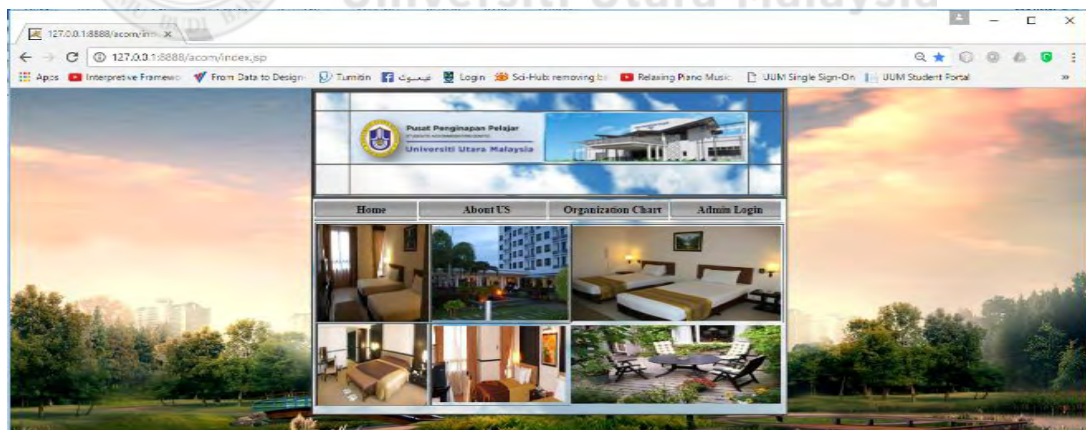 Universiti Utara Malaysia
127.0.0.1:8888/acom/in
127.0.0.1:8888/acom/index.jsp
Apps Interpretive Framewo From Data to Design Turnitin فيسبوك Login Sci-Hub: removing b Relaxing Piano Music UUM Single Sign-On UUM Student Portal »
Pusat Penginapan Pelajar
Universiti Utara Malaysia
Home About US Organization Chart Admin Login